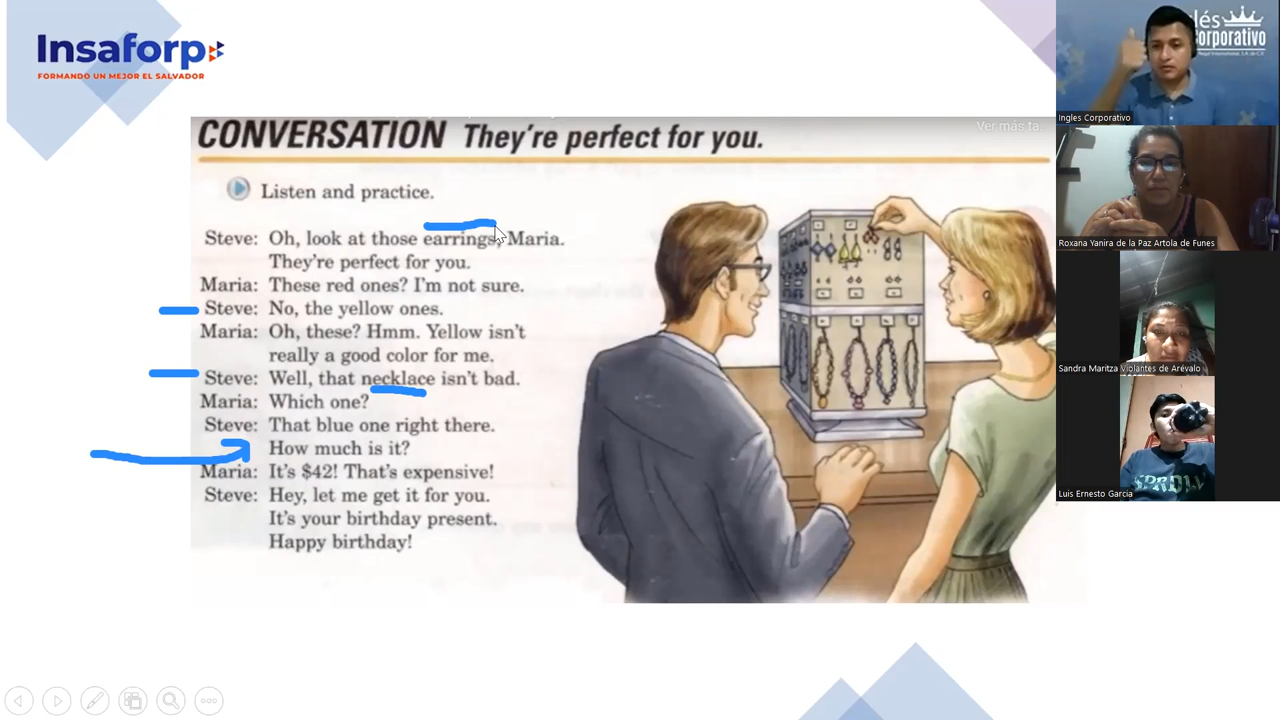 Insaforp
FORMANDO UN MEJOR EL SALVADOR
CONVERSATION They're perfect for you.
Ver más ta
Listen and practice.
Steve: Oh, look at those earrings, Maria.
They're perfect for you.
Maria: These red ones? I'm not sure.
Steve: No, the yellow ones.
Maria: Oh, these? Hmm. Yellow isn't
really a good color for me.
Steve: Well, that necklace isn't bad.
Maria: Which one?
Steve: That blue one right there.
How much is it?
Maria: It's $42! That's expensive!
Steve: Hey, let me get it for you.
It's your birthday present.
Happy birthday!
Ingles Corporativo
Roxana Yanira de la Paz Artola de Funes
Sandra Maritza Violantes de Arévalo
Luis Ernesto Garcia